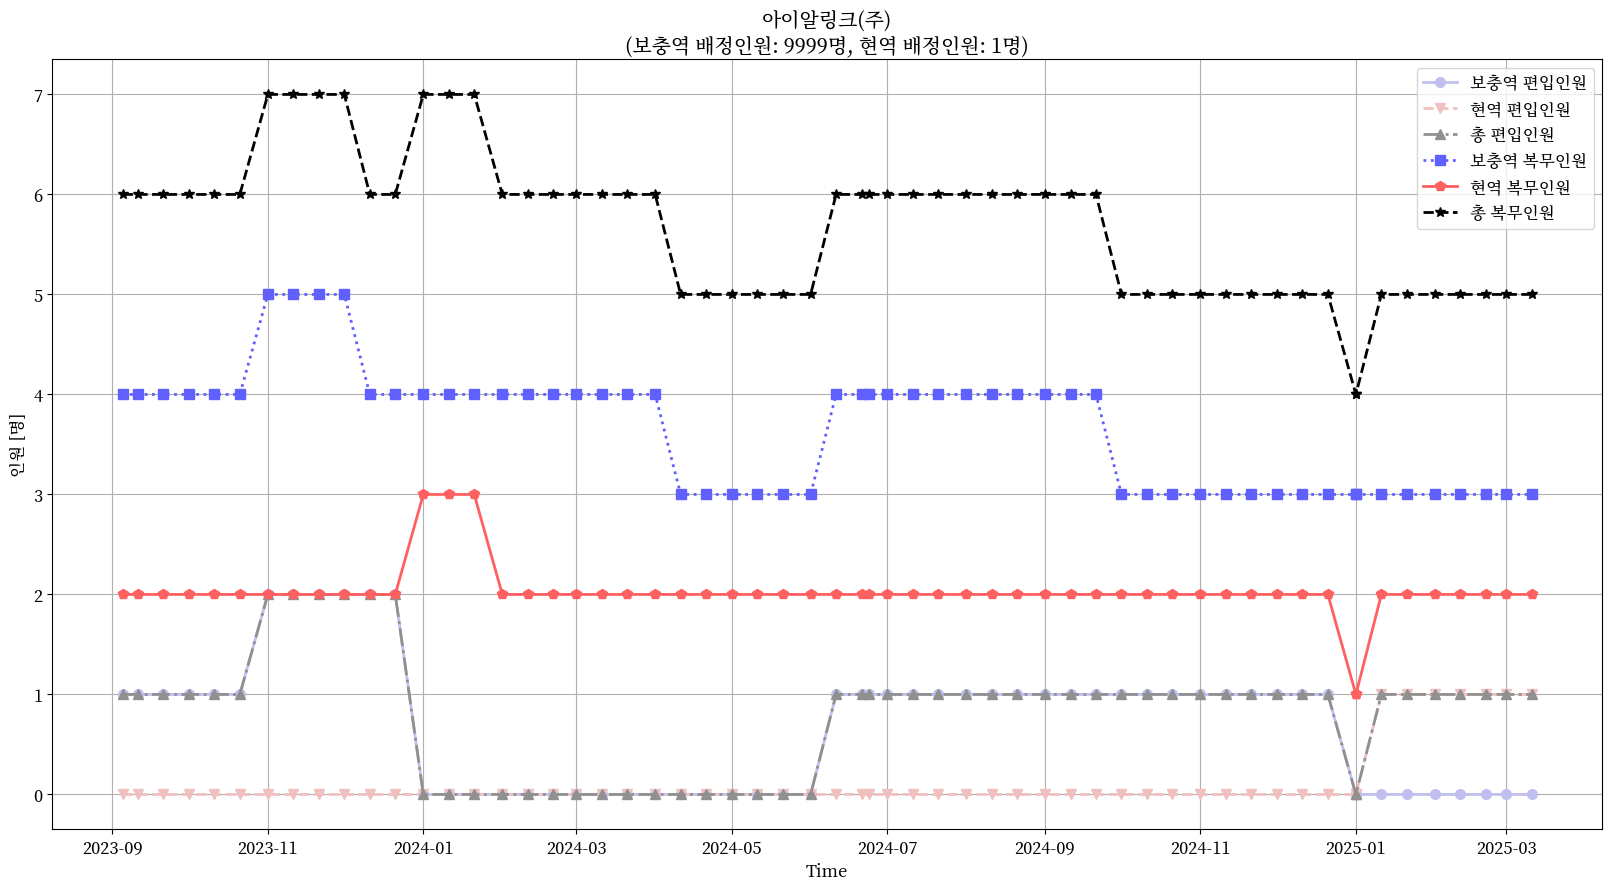 아이알링크(주)
(보충역 배정인원: 9999명, 현역 배정인원: 1명)
보충역 편입인원
현역 편입인원
총 편입인원
보충역 복무인원
현역 복무인원
총 복무인원
인원 [명]
7
6
5
4
3
2
1
0
2023-09 2023-11 2024-01 2024-03 2024-05 2024-07 2024-09 2024-11 2025-01 2025-03
Time